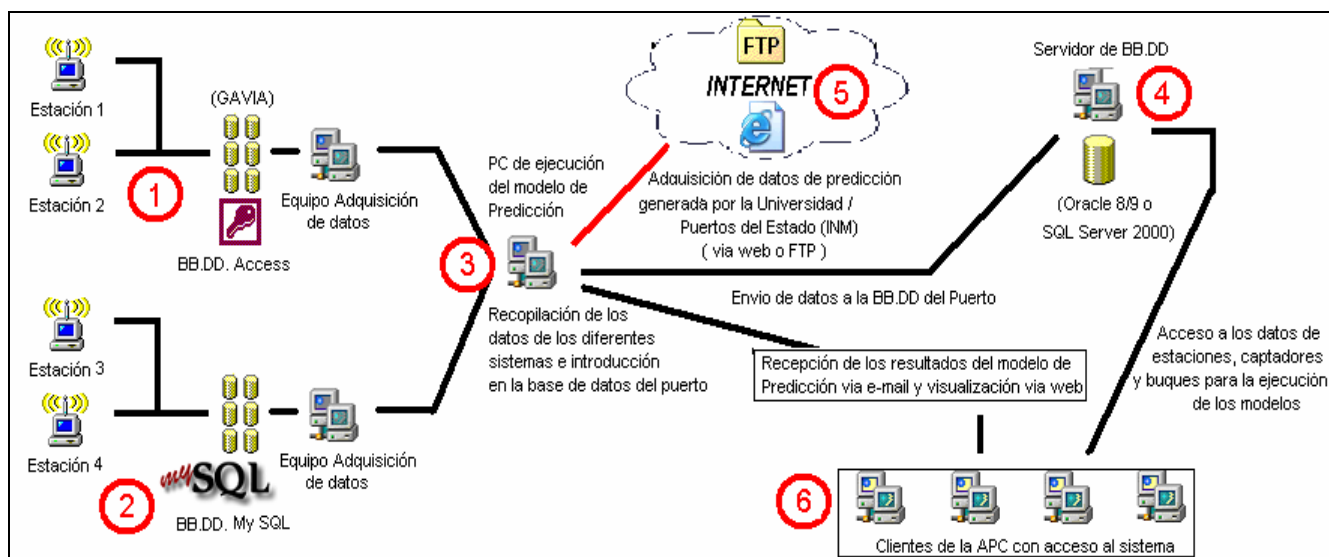 Estación 1
Estación 2
1
(GAVIA)
BB.DD. Access
Equipo Adquisición
de datos
Estación 3
Estación 4
2
mySQL
BB.DD. My SQL
Equipo Adquisición
de datos
PC de ejecución
del modelo de
Predicción
3
Recopilación de los
datos de los diferentes
sistemas e introducción
en la base de datos del puerto
FTP
INTERNET
5
Adquisición de datos de predicción
generada por la Universidad /
Puertos del Estado (INM)
( via web o FTP )
Servidor de BB.DD
4
(Oracle 8/9 o
SQL Server 2000)
Envio de datos a la BB.DD del Puerto
Recepción de los resultados del modelo de
Predicción via e-mail y visualización via web
Acceso a los datos de
estaciones, captadores
y buques para la ejecución
de los modelos
6
Clientes de la APC con acceso al sistema